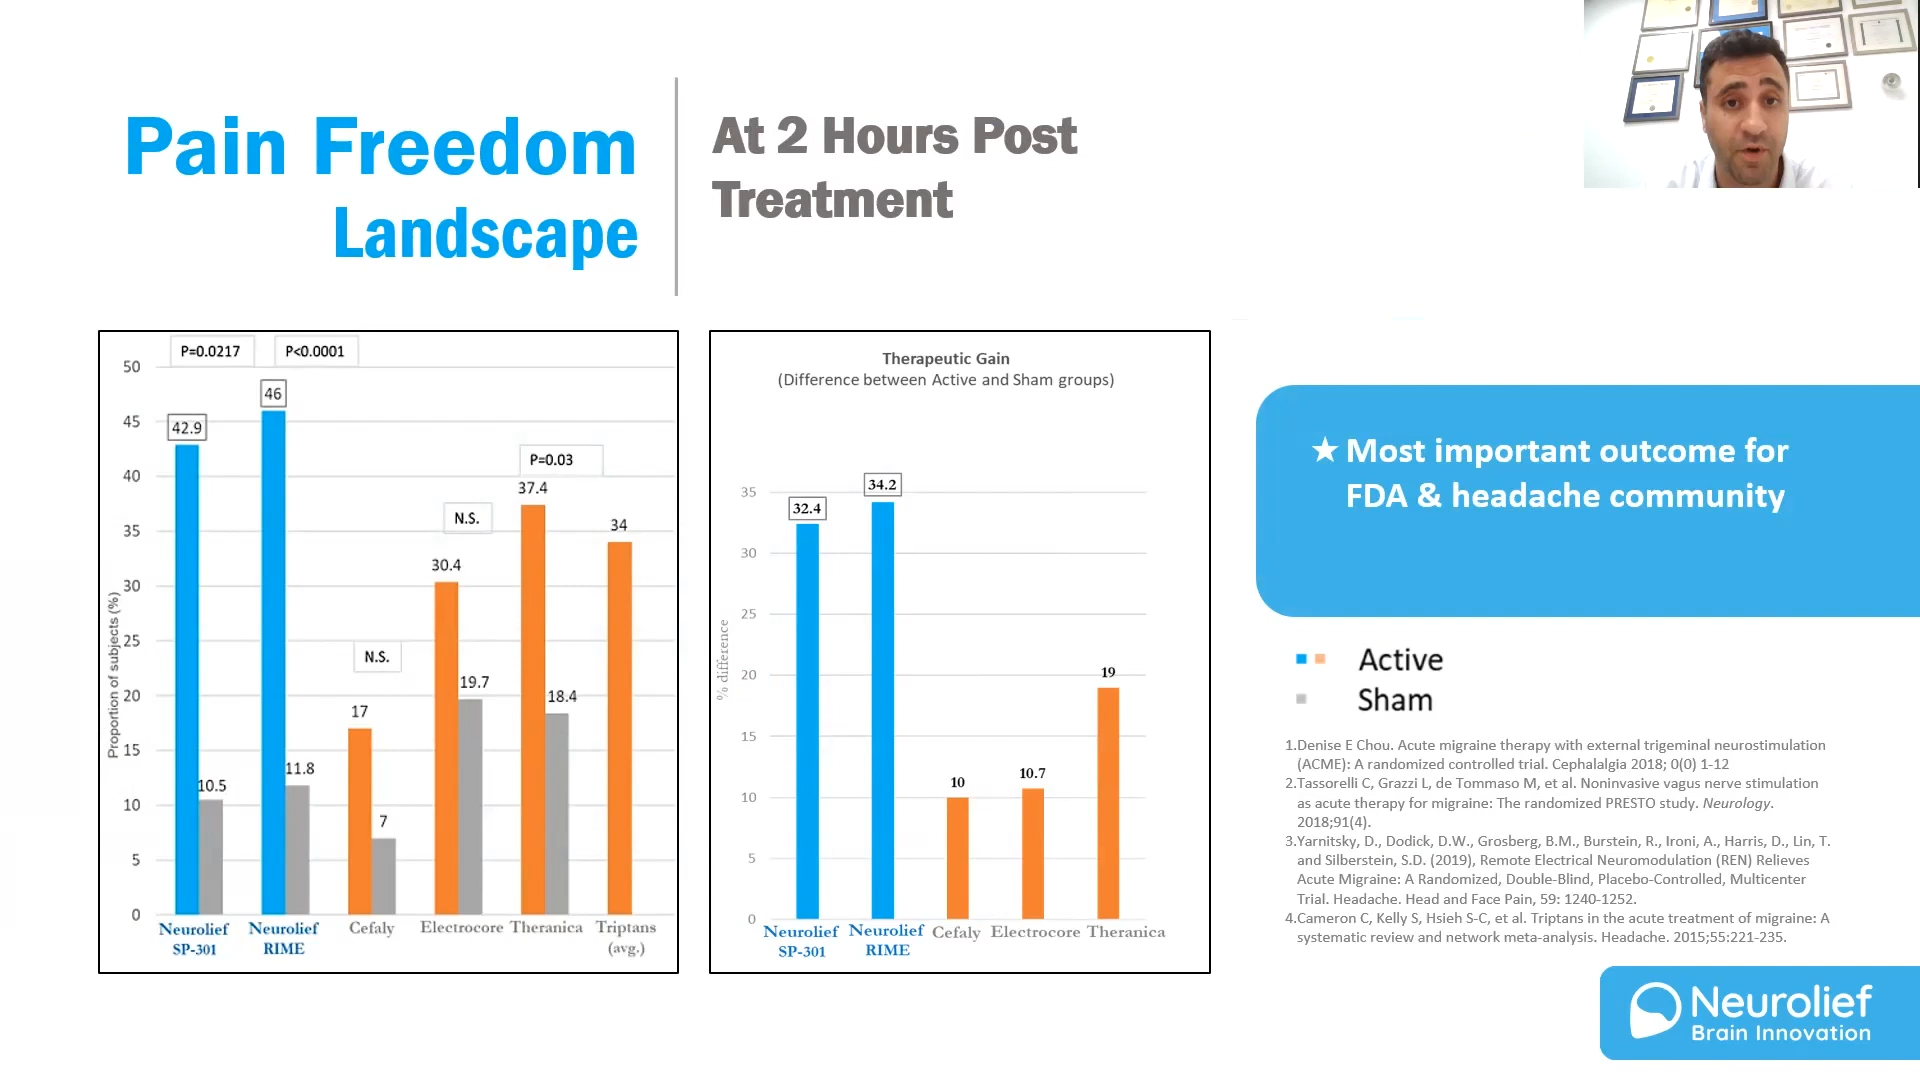 Pain Freedom
Landscape
At 2 Hours Post
Treatment
P=0.0217
P<0.0001
50
45
40
35
30
25
20
15
10
5
0
Proportion of subjects (%)
42.9
10.5
46
11.8
N.S.
17
7
N.S.
30.4
19.7
P=0.03
37.4
18.4
34
Neurolief
SP-301
Neurolief
RIME
Cefaly
Electrocore
Theranica
Triptans
(avg.)
Therapeutic Gain
(Difference between Active and Sham groups)
35
30
25
20
15
10
5
0
% difference
32.4
34.2
10
10.7
19
Neurolief
SP-301
Neurolief
RIME
Cefaly
Electrocore
Theranica
★ Most important outcome for
FDA & headache community
Active
Sham
1.Denise E Chou. Acute migraine therapy with external trigeminal neurostimulation
(ACME): A randomized controlled trial. Cephalalgia 2018; 0(0) 1-12
2.Tassorelli C, Grazzi L, de Tommaso M, et al. Noninvasive vagus nerve stimulation
as acute therapy for migraine: The randomized PRESTO study. Neurology.
2018;91(4).
3.Yarnitsky, D., Dodick, D.W., Grosberg, B.M., Burstein, R., Ironi, A., Harris, D., Lin, T.
and Silberstein, S.D. (2019), Remote Electrical Neuromodulation (REN) Relieves
Acute Migraine: A Randomized, Double-Blind, Placebo-Controlled, Multicenter
Trial. Headache. Head and Face Pain, 59: 1240-1252.
4.Cameron C, Kelly S, Hsieh S-C, et al. Triptans in the acute treatment of migraine: A
systematic review and network meta-analysis. Headache. 2015;55:221-235.
Neurolief
Brain Innovation